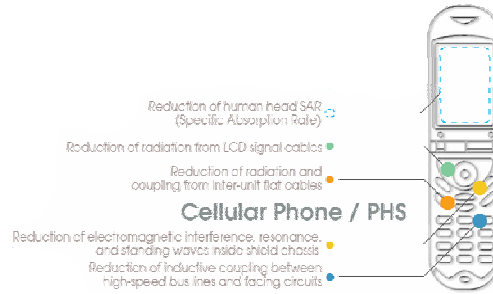 Reduction of human head SAR
(Specific Absorption Rate)
Reduction of radiation from LCD signal cables
Reduction of radiation and
coupling from inter-unit flat cables
Cellular Phone / PHS
Reduction of electromagnetic interference, resonance,
and standing waves inside shield chassis
Reduction of inductive coupling between
high-speed bus lines and facing circuits